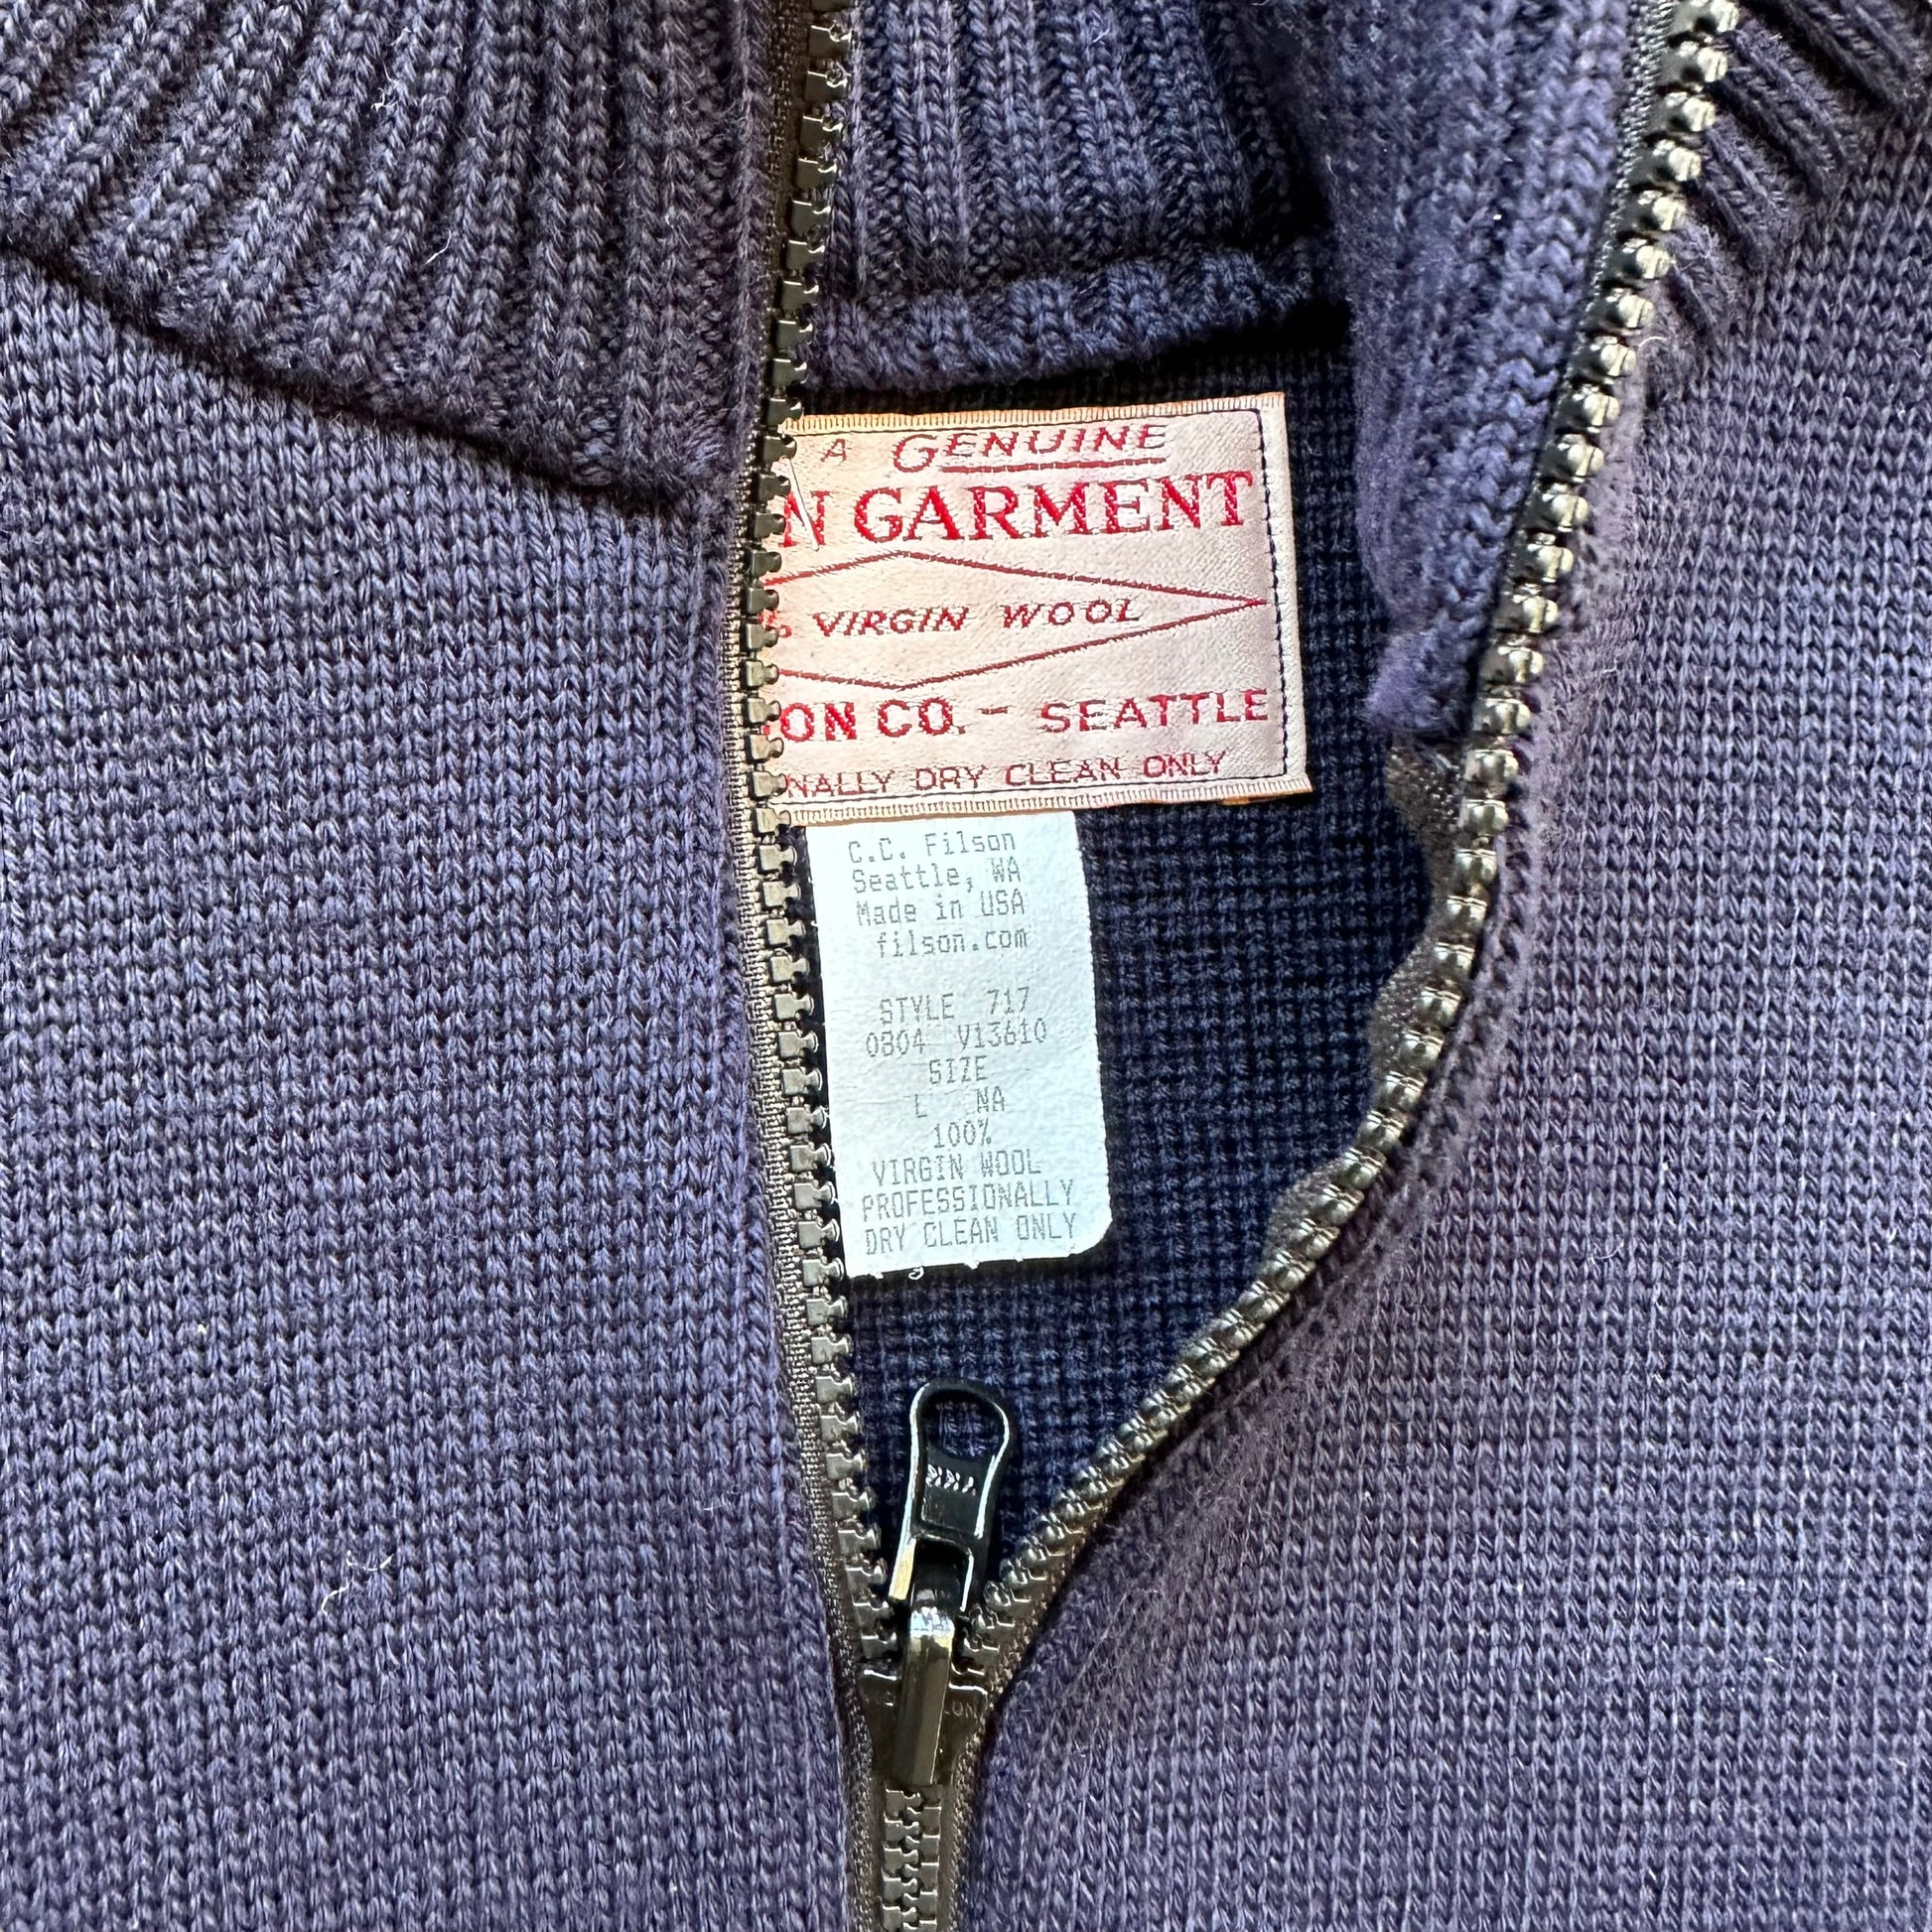 A GENUINE
N GARMENT
% VIRGIN WOOL
ON CO. - SEATTLE
NALLY DRY CLEAN ONLY
C.C. Filson
Seattle, WA
Made in USA
filson.com
STYLE 717
0804 V13610
SIZE
L NA
100%
VIRGIN WOOL
PROFESSIONALLY
DRY CLEAN ONLY